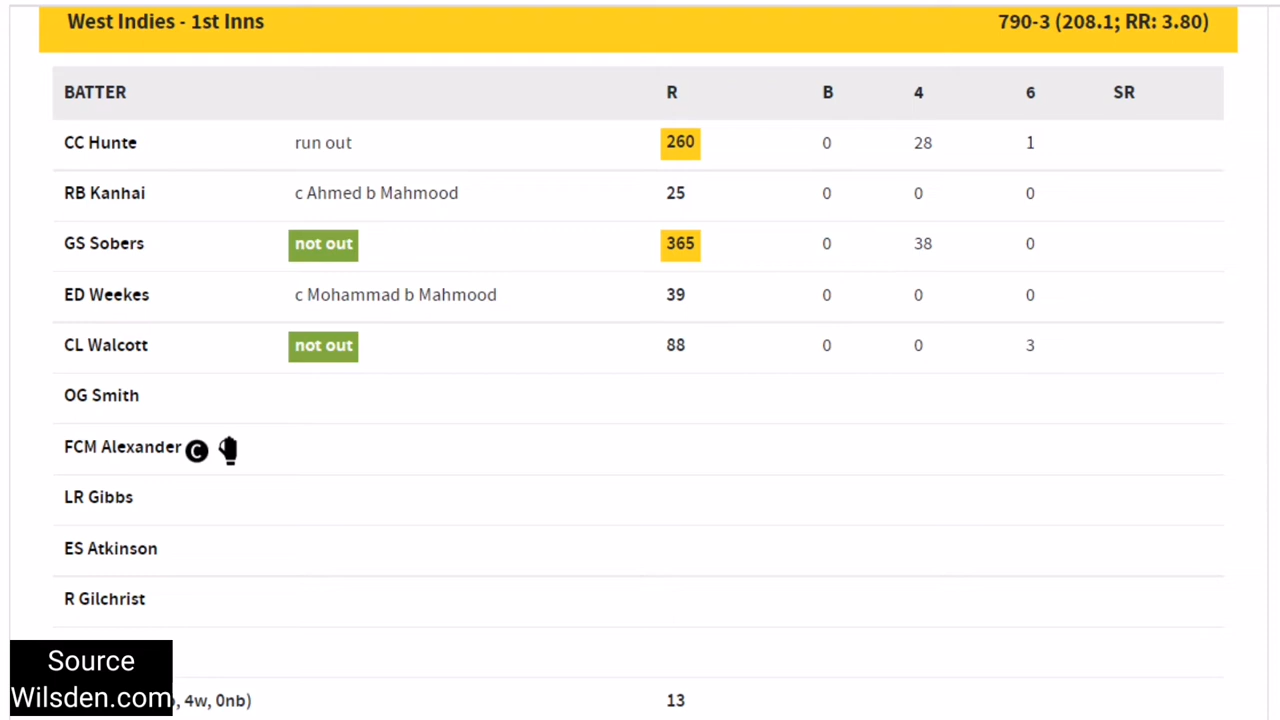 West Indies - 1st Inns 790-3 (208.1; RR: 3.80)
BATTER R B 4 6 SR
CC Hunte run out 260 0 28 1
RB Kanhai c Ahmed b Mahmood 25 0 0 0
GS Sobers not out 365 0 38 0
ED Weekes c Mohammad b Mahmood 39 0 0 0
CL Walcott not out 88 0 0 3
OG Smith
FCM Alexander C
LR Gibbs
ES Atkinson
R Gilchrist
Source
Wilsden.com
, 4w, 0nb) 13